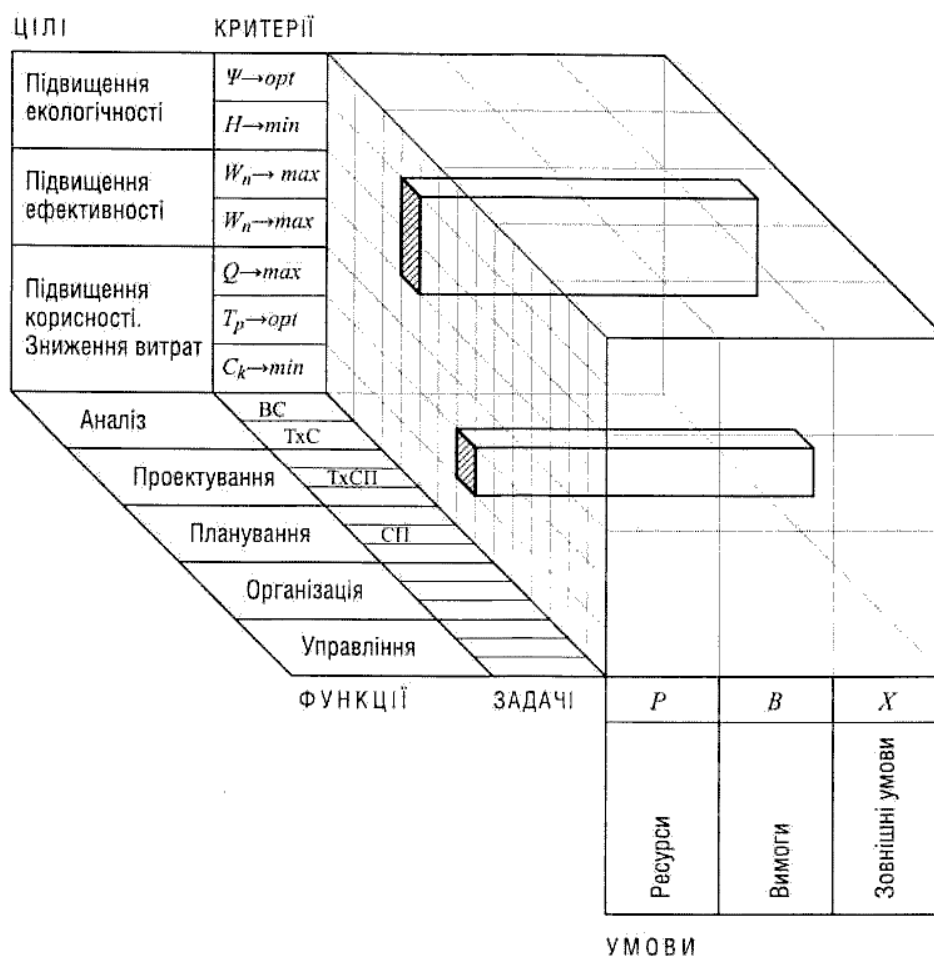 ЦІЛІ
КРИТЕРІЇ
Підвищення
екологічності
Ψ→opt
H→min
Підвищення
ефективності
Wn→ max
Wn→max
Підвищення
корисності.
Зниження витрат
Q→max
Tp→opt
Ck→min
Аналіз
ВС
ТхС
Проектування
ТхСП
Планування
СП
Організація
Управління
ФУНКЦІЇ
ЗАДАЧІ
P
B
X
Ресурси
Вимоги
Зовнішні умови
УМОВИ